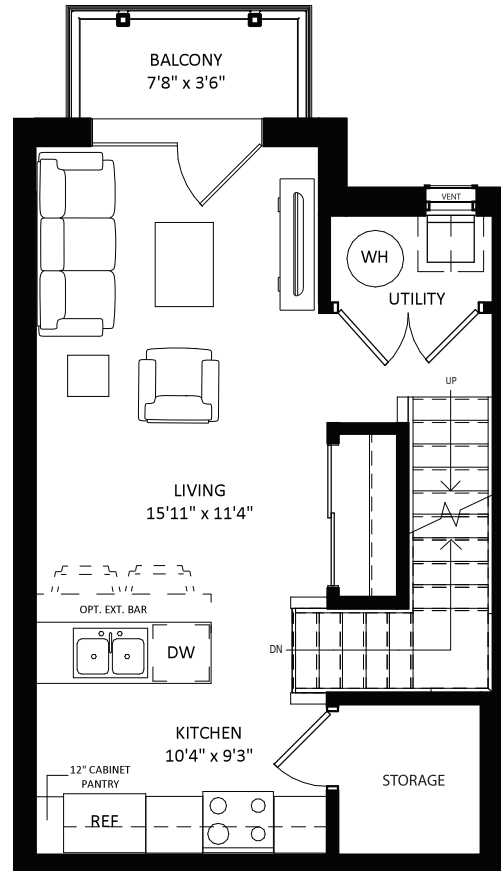 BALCONY
7'8" x 3'6"
VENT
WH
UTILITY
UP
LIVING
15'11" x 11'4"
OPT. EXT. BAR
DW
DN
KITCHEN
10'4" x 9'3"
12" CABINET
PANTRY
STORAGE
REF